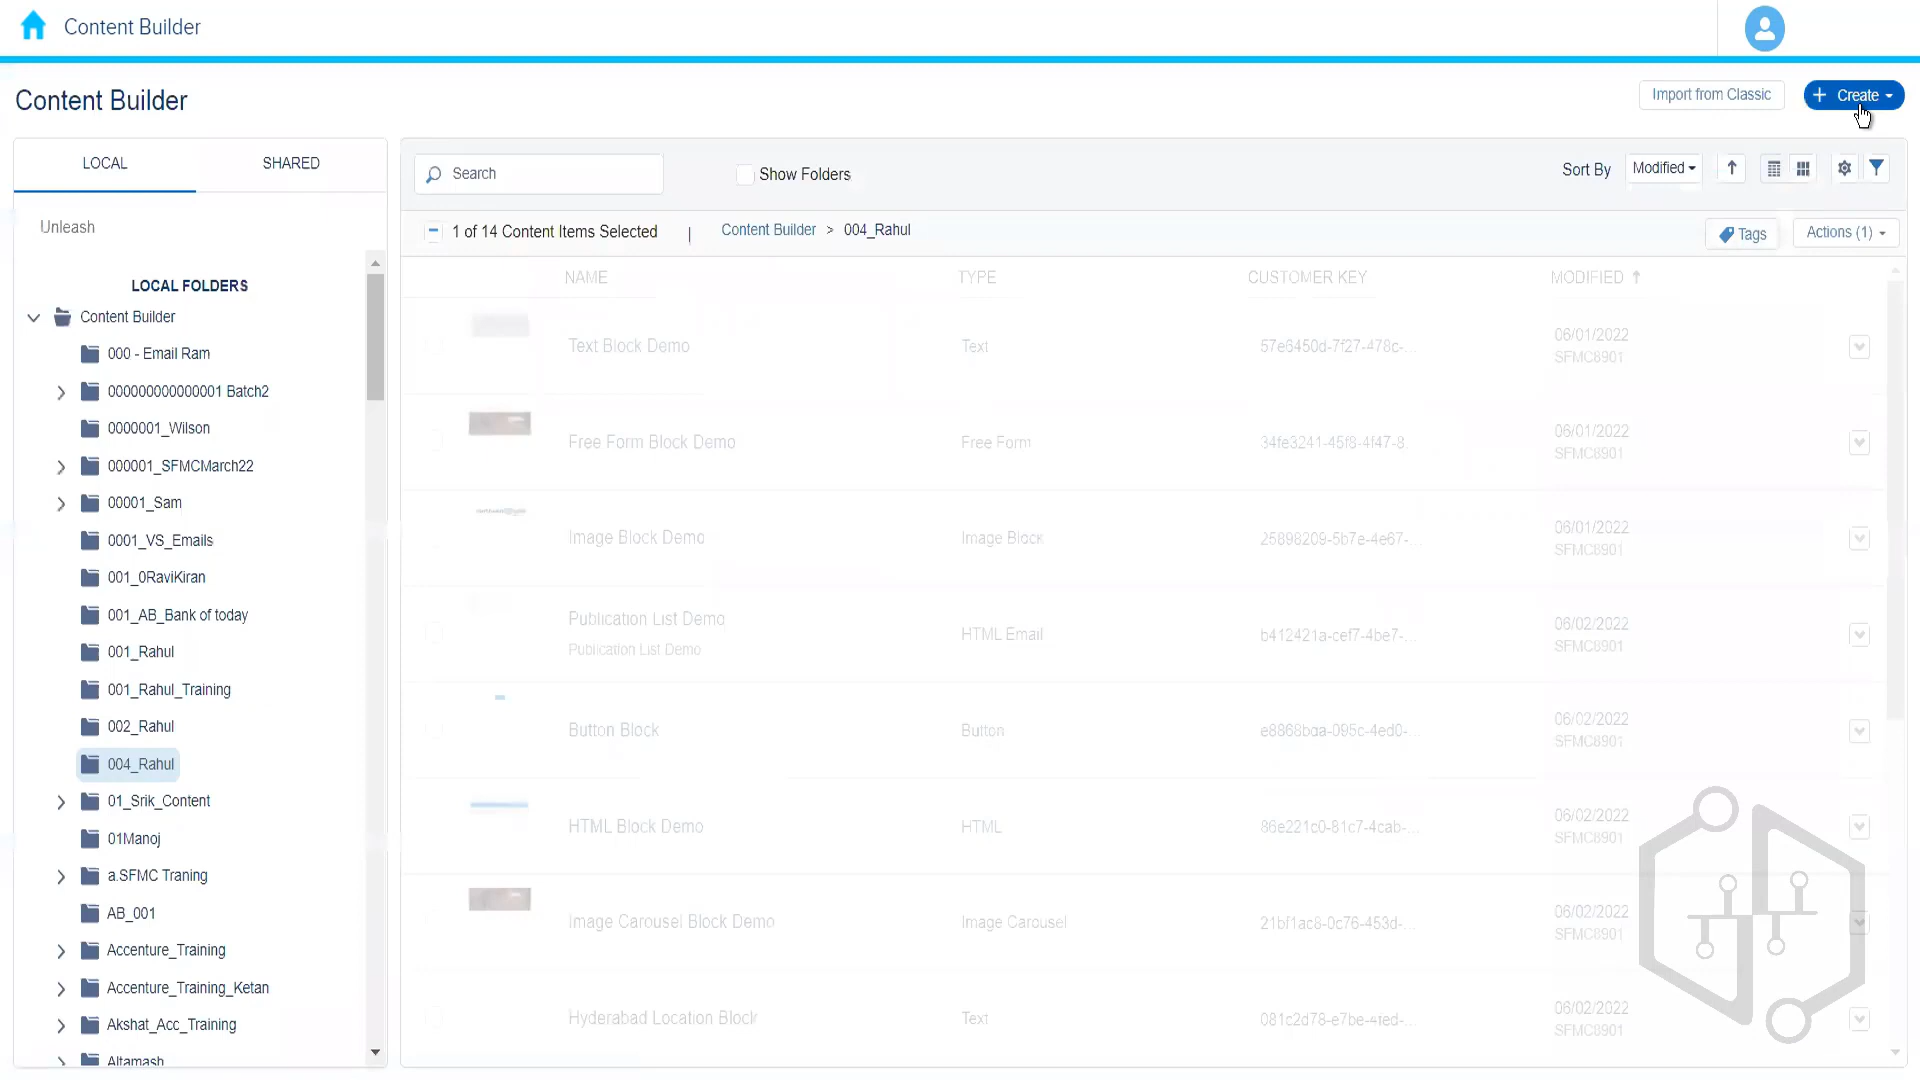 Content Builder
Content Builder
Import from Classic
+ Create
LOCAL
SHARED
Search
Show Folders
Sort By
Modified
Unleash
1 of 14 Content Items Selected | Content Builder > 004_Rahul
Tags
Actions (1)
LOCAL FOLDERS
Content Builder
000 - Email Ram
000000000000001 Batch2
0000001_Wilson
000001_SFMCMarch22
00001_Sam
0001_VS_Emails
001_0RaviKiran
001_AB_Bank of today
001_Rahul
001_Rahul_Training
002_Rahul
004_Rahul
01_Srik_Content
01Manoj
a.SFMC Traning
AB_001
Accenture_Training
Accenture_Training_Ketan
Akshat_Acc_Training
Altamash
NAME TYPE CUSTOMER KEY MODIFIED
Text Block Demo Text 57e6450d-7f27-478c-... 06/01/2022
SFMC8901
Free Form Block Demo Free Form 34fe3241-45f8-4f47-8... 06/01/2022
SFMC8901
Image Block Demo Image Block 25898209-5b7e-4e67-... 06/01/2022
SFMC8901
Publication List Demo HTML Email b412421a-cef7-4be7-... 06/02/2022
Publication List Demo SFMC8901
Button Block Button e8868baa-095c-4ed0-... 06/02/2022
SFMC8901
HTML Block Demo HTML 86e221c0-81c7-4cab-... 06/02/2022
SFMC8901
Image Carousel Block Demo Image Carousel 21bf1ac8-0c76-453d-... 06/02/2022
SFMC8901
Hyderabad Location Block Text 081c2d78-e7be-4fed-... 06/02/2022
SFMC8901